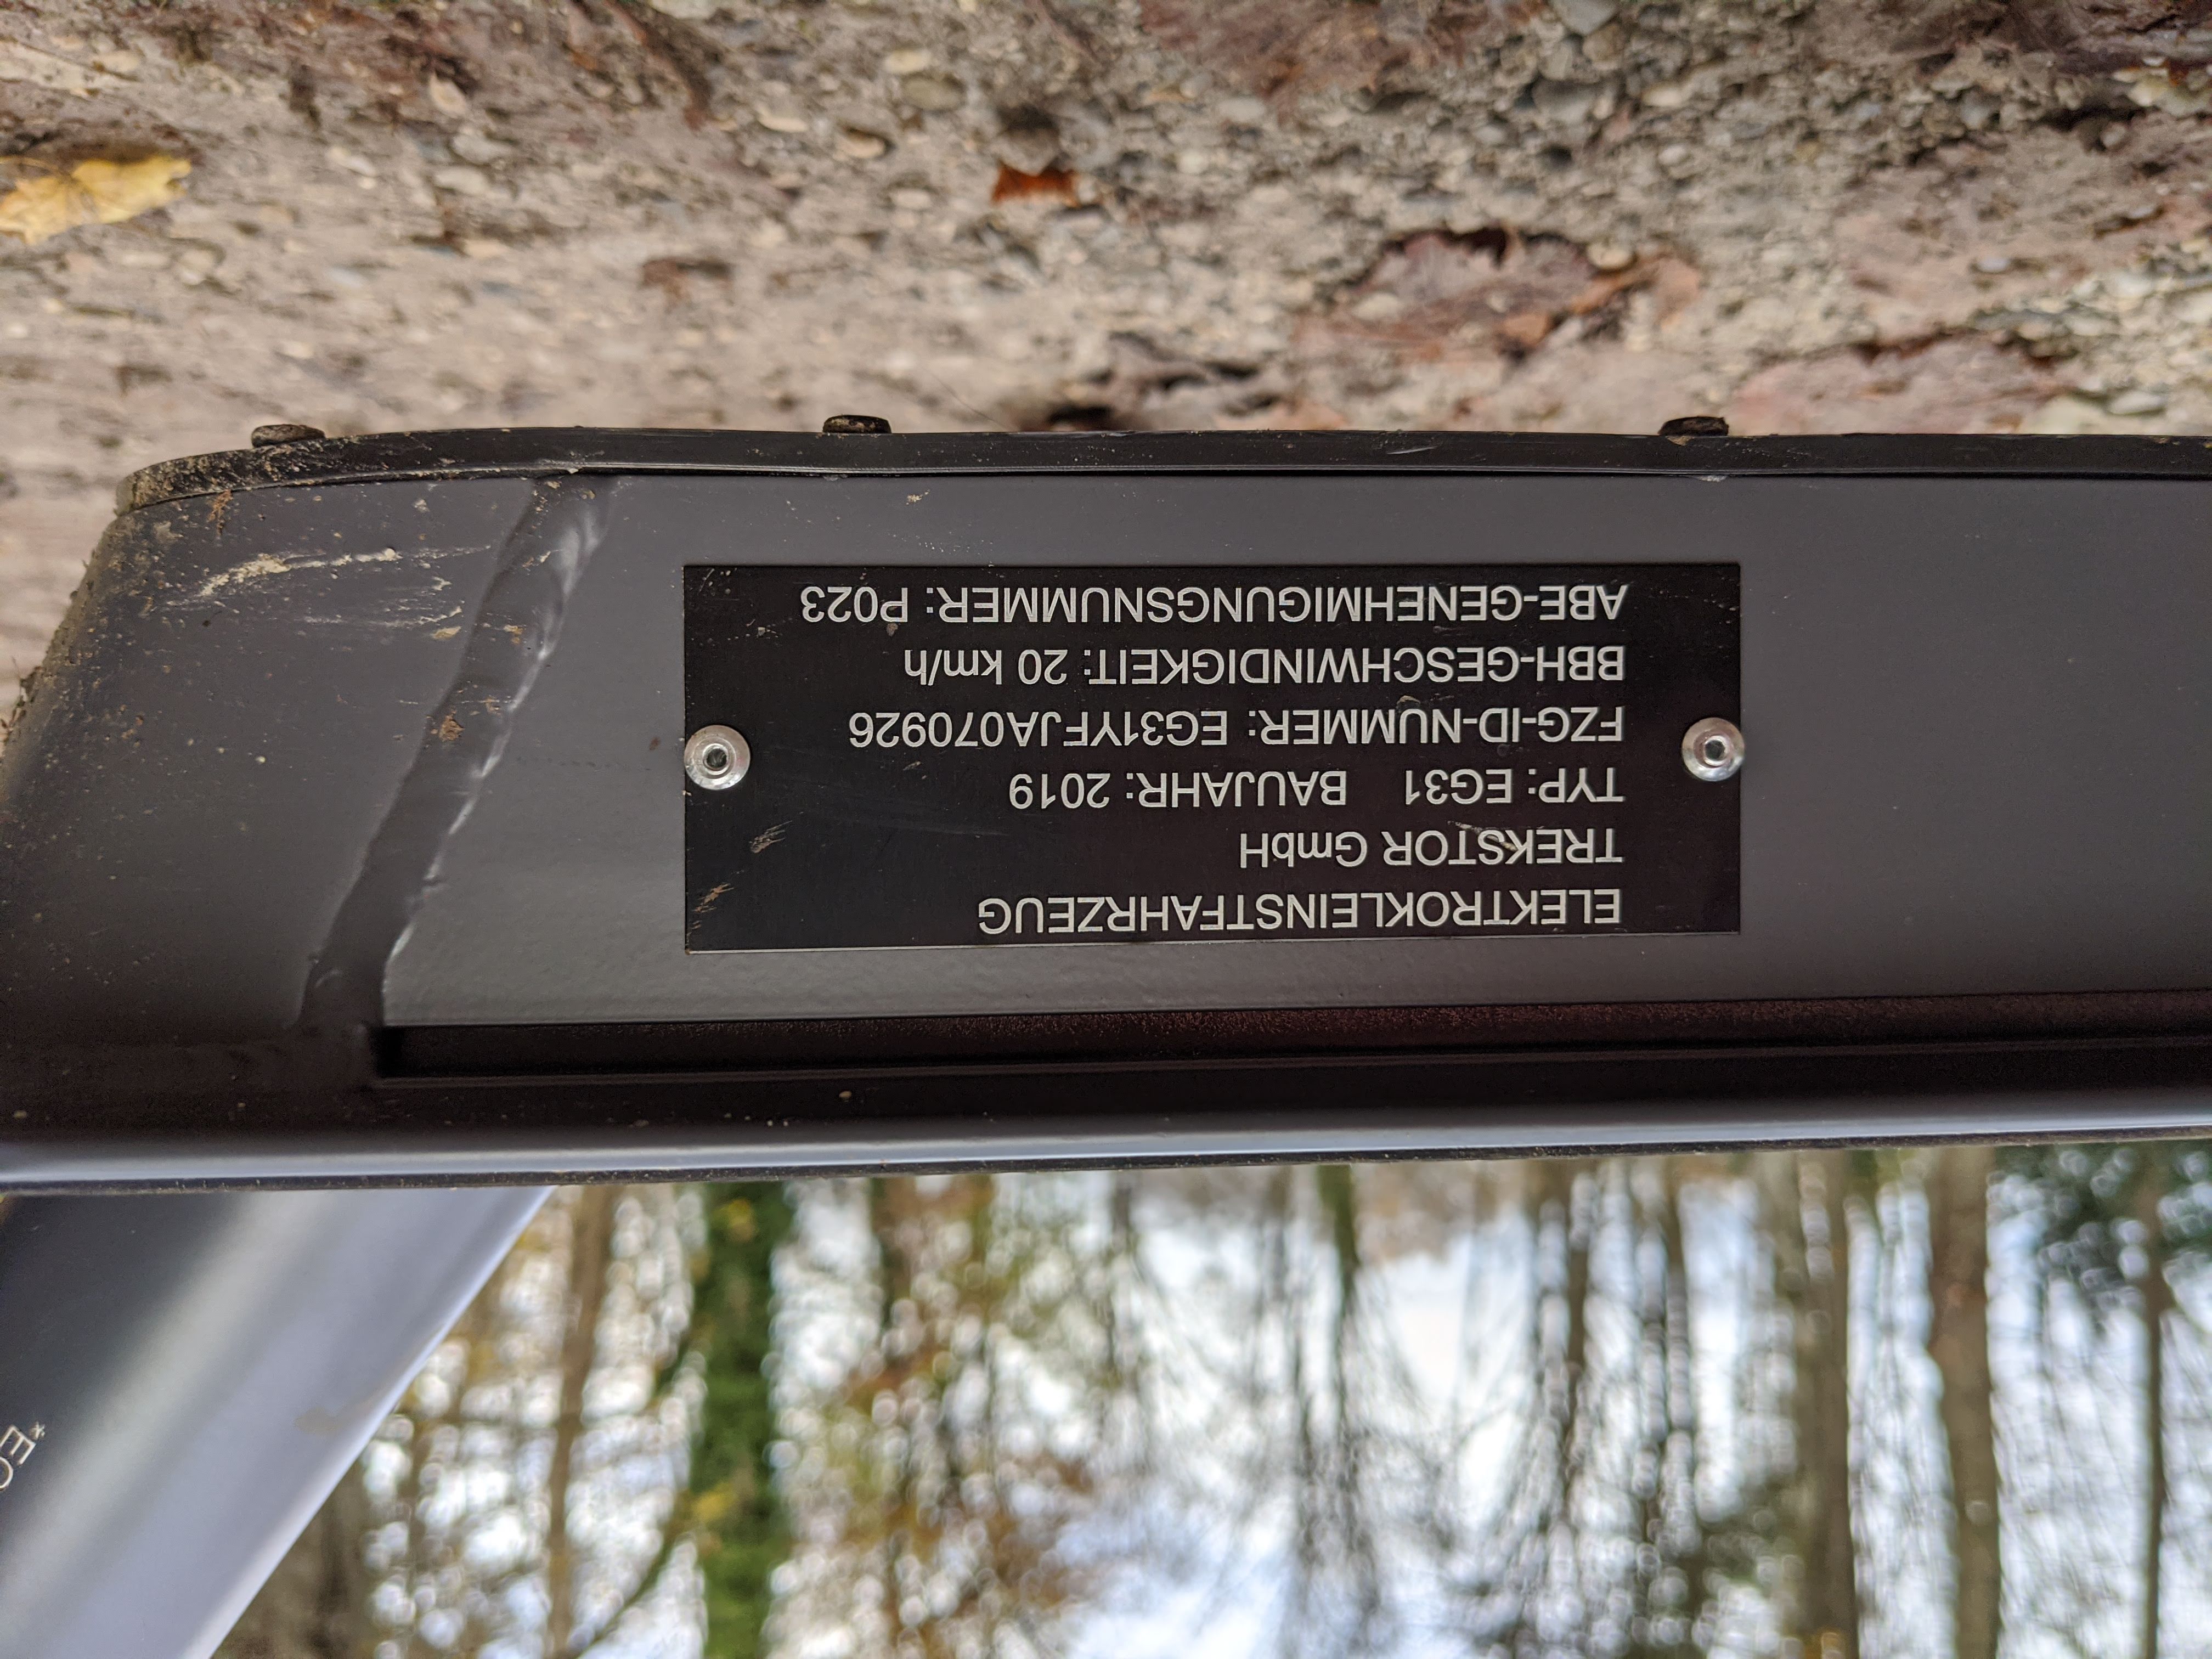 ELEKTROKLEINSTFAHRZEUG
TREKSTOR GmbH
TYP: EG31 BAUJAHR: 2019
FZG-ID-NUMMER: EG31YFJA070926
BBH-GESCHWINDIGKEIT: 20 km/h
ABE-GENEHMIGUNGSNUMMER: P023